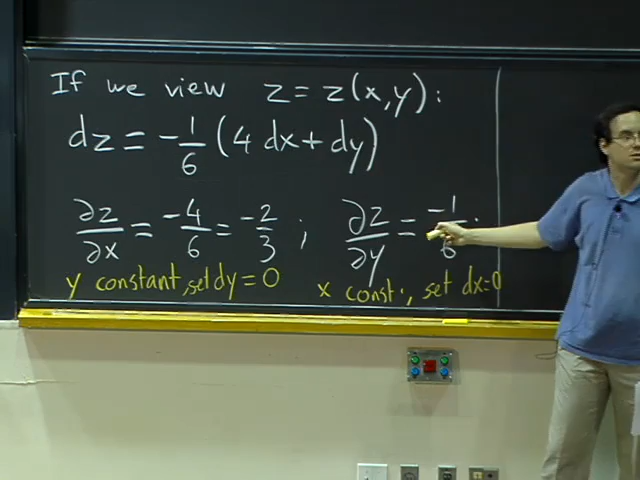 If we view z = z(x,y):
dz = -1/6 (4 dx + dy)
∂z/∂x = -4/6 = -2/3 ; ∂z/∂y = -1/6.
y constant, set dy = 0 x const., set dx=0